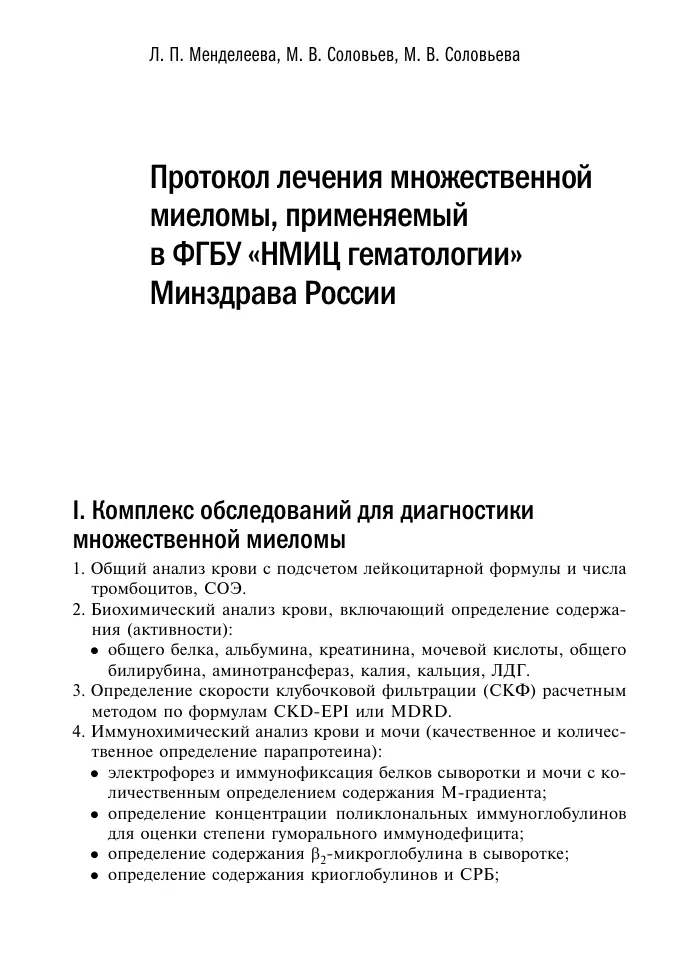 Л. П. Менделеева, М. В. Соловьев, М. В. Соловьева
Протокол лечения множественной
миеломы, применяемый
в ФГБУ «НМИЦ гематологии»
Минздрава России
I. Комплекс обследований для диагностики
множественной миеломы
1. Общий анализ крови с подсчетом лейкоцитарной формулы и числа
тромбоцитов, СОЭ.
2. Биохимический анализ крови, включающий определение содержа-
ния (активности):
• общего белка, альбумина, креатинина, мочевой кислоты, общего
билирубина, аминотрансфераз, калия, кальция, ЛДГ.
3. Определение скорости клубочковой фильтрации (СКФ) расчетным
методом по формулам CKD-EPI или MDRD.
4. Иммунохимический анализ крови и мочи (качественное и количес-
твенное определение парапротеина):
• электрофорез и иммунофиксация белков сыворотки и мочи с ко-
личественным определением содержания М-градиента;
• определение концентрации поликлональных иммуноглобулинов
для оценки степени гуморального иммунодефицита;
• определение содержания β₂-микроглобулина в сыворотке;
• определение содержания криоглобулинов и СРБ;